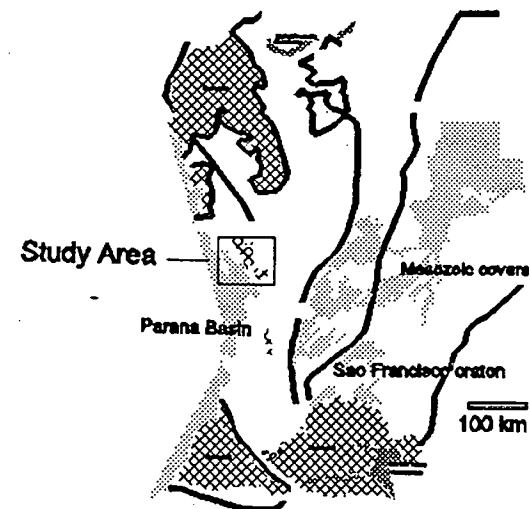 Study Area
Mesozoic covers
Parana Basin
Sao Francisco craton
100 km